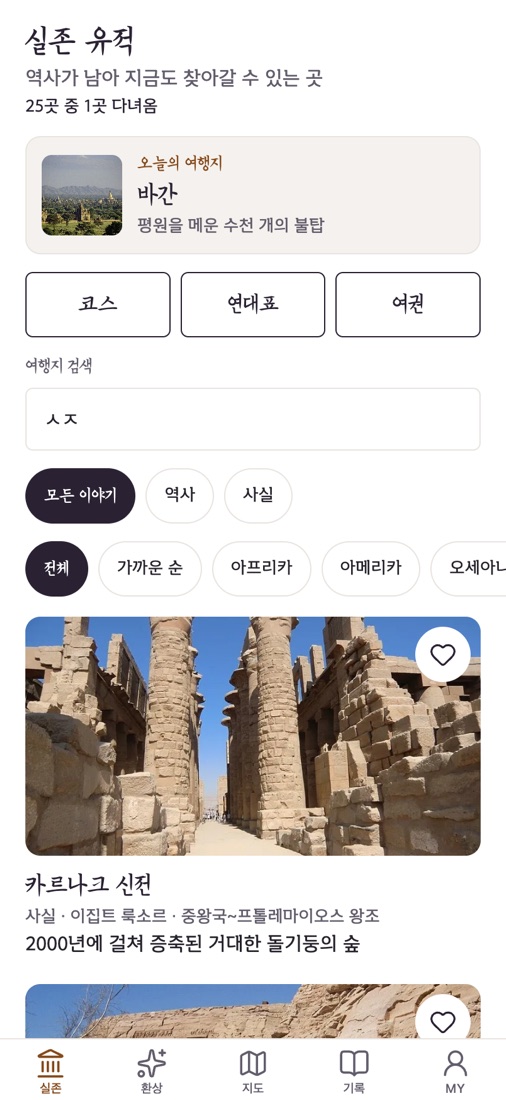 실존 유적
역사가 남아 지금도 찾아갈 수 있는 곳
25곳 중 1곳 다녀옴
오늘의 여행지
바간
평원을 메운 수천 개의 불탑
코스
연대표
여권
여행지 검색
ㅅㅈ
모든 이야기
역사
사실
전체
가까운 순
아프리카
아메리카
오세아니
카르나크 신전
사실 · 이집트 룩소르 · 중왕국~프톨레마이오스 왕조
2000년에 걸쳐 증축된 거대한 돌기둥의 숲
실존
환상
지도
기록
MY